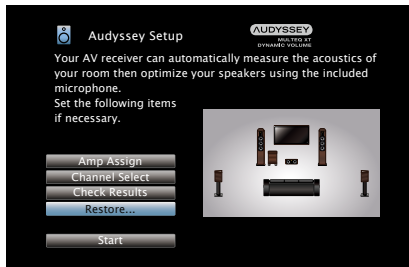 Audyssey Setup
AUDYSSEY
MULTEQ XT
DYNAMIC VOLUME
Your AV receiver can automatically measure the acoustics of
your room then optimize your speakers using the included
microphone.
Set the following items
if necessary.
Amp Assign
Channel Select
Check Results
Restore...
Start